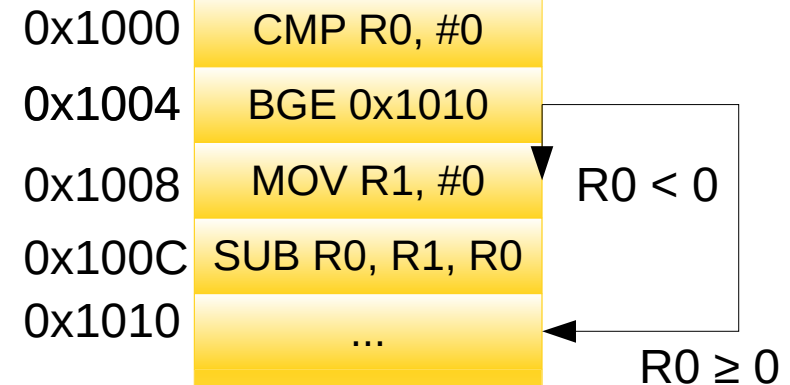 0x1000 CMP R0, #0
0x1004 BGE 0x1010
0x1008 MOV R1, #0 R0 < 0
0x100C SUB R0, R1, R0
0x1010 ...
R0 ≥ 0